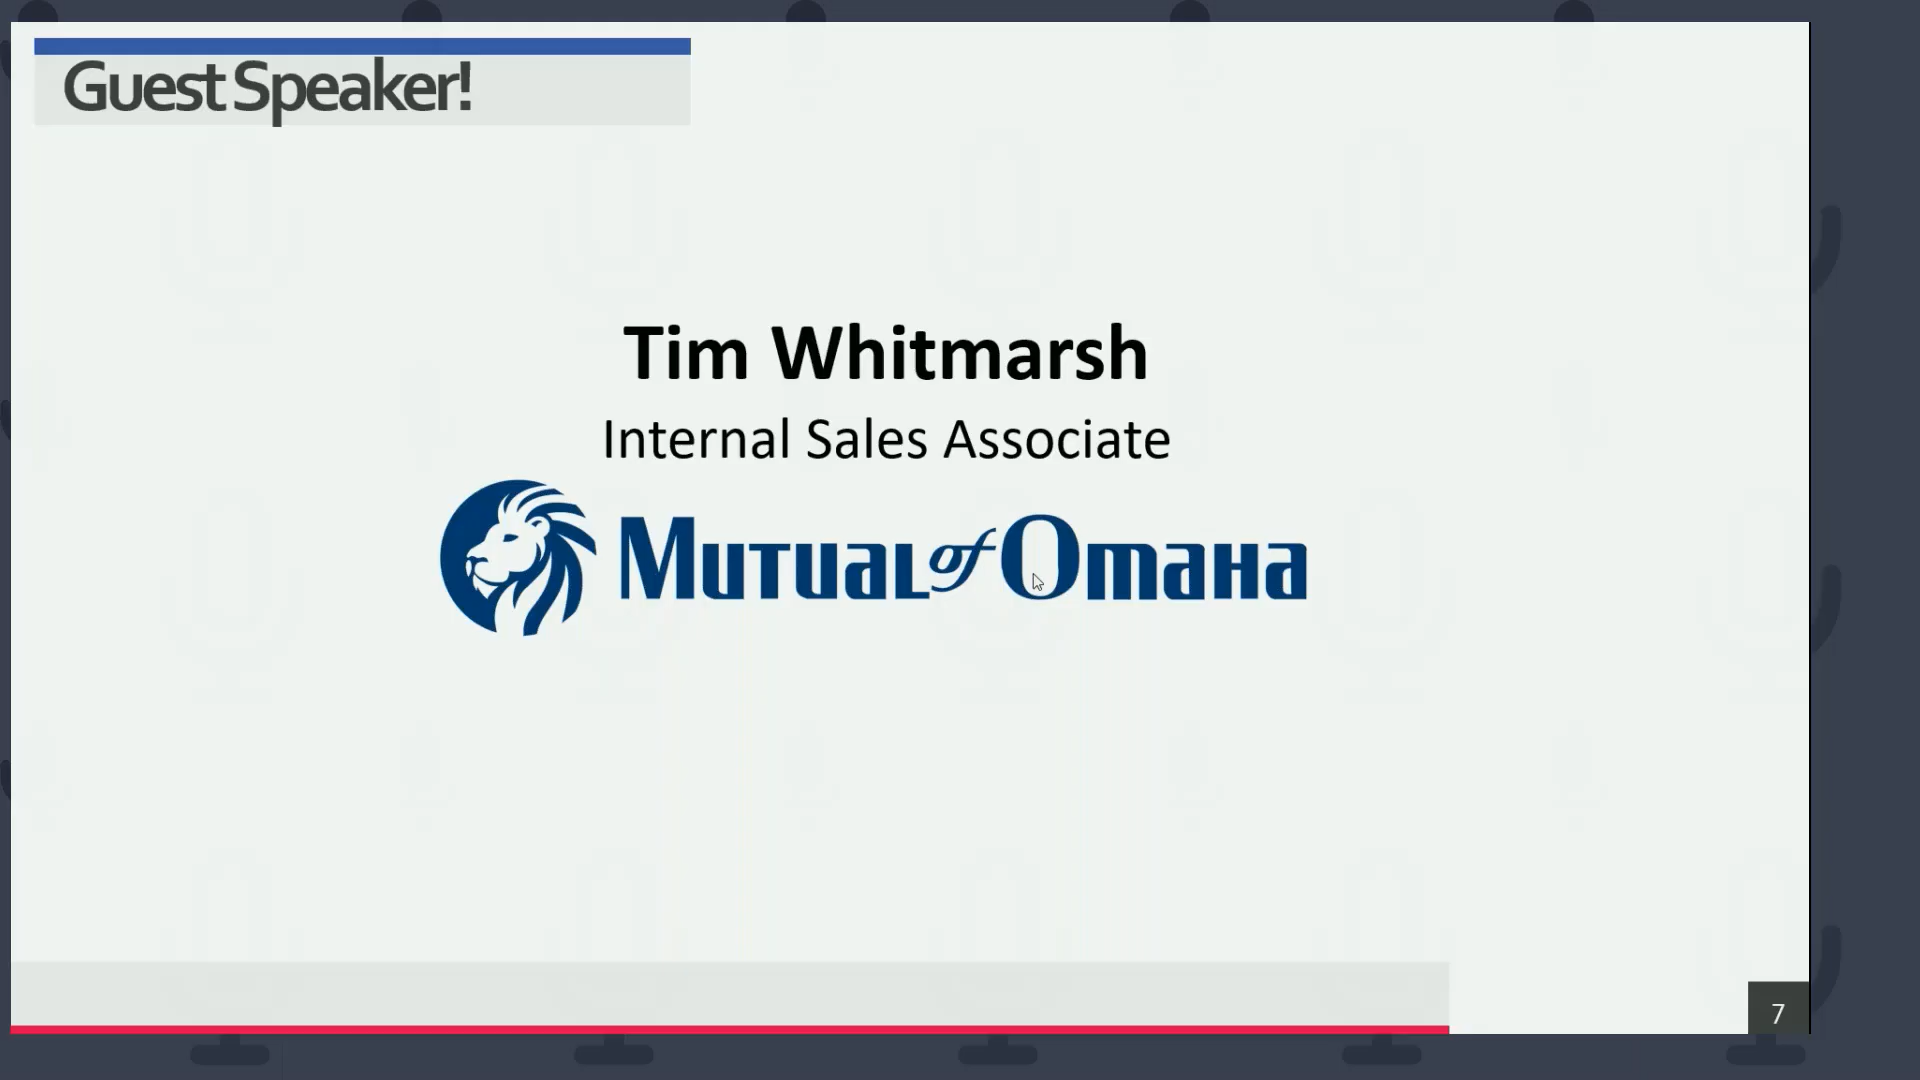 Guest Speaker!
Tim Whitmarsh
Internal Sales Associate
Mutual of Omaha
7